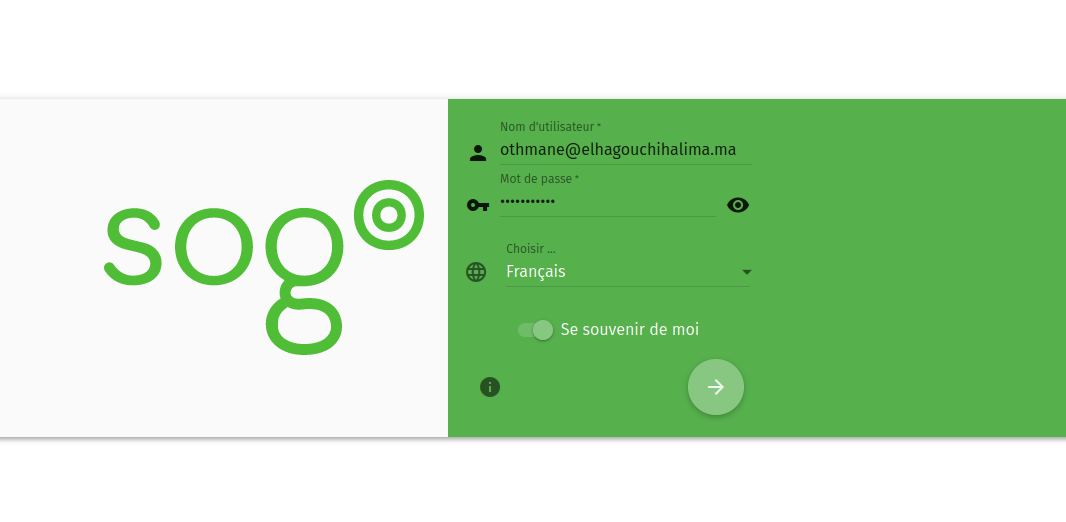 sogo
Nom d'utilisateur *
othmane@elhagouchihalima.ma
Mot de passe *
•••••••••••
Choisir ...
Français
Se souvenir de moi